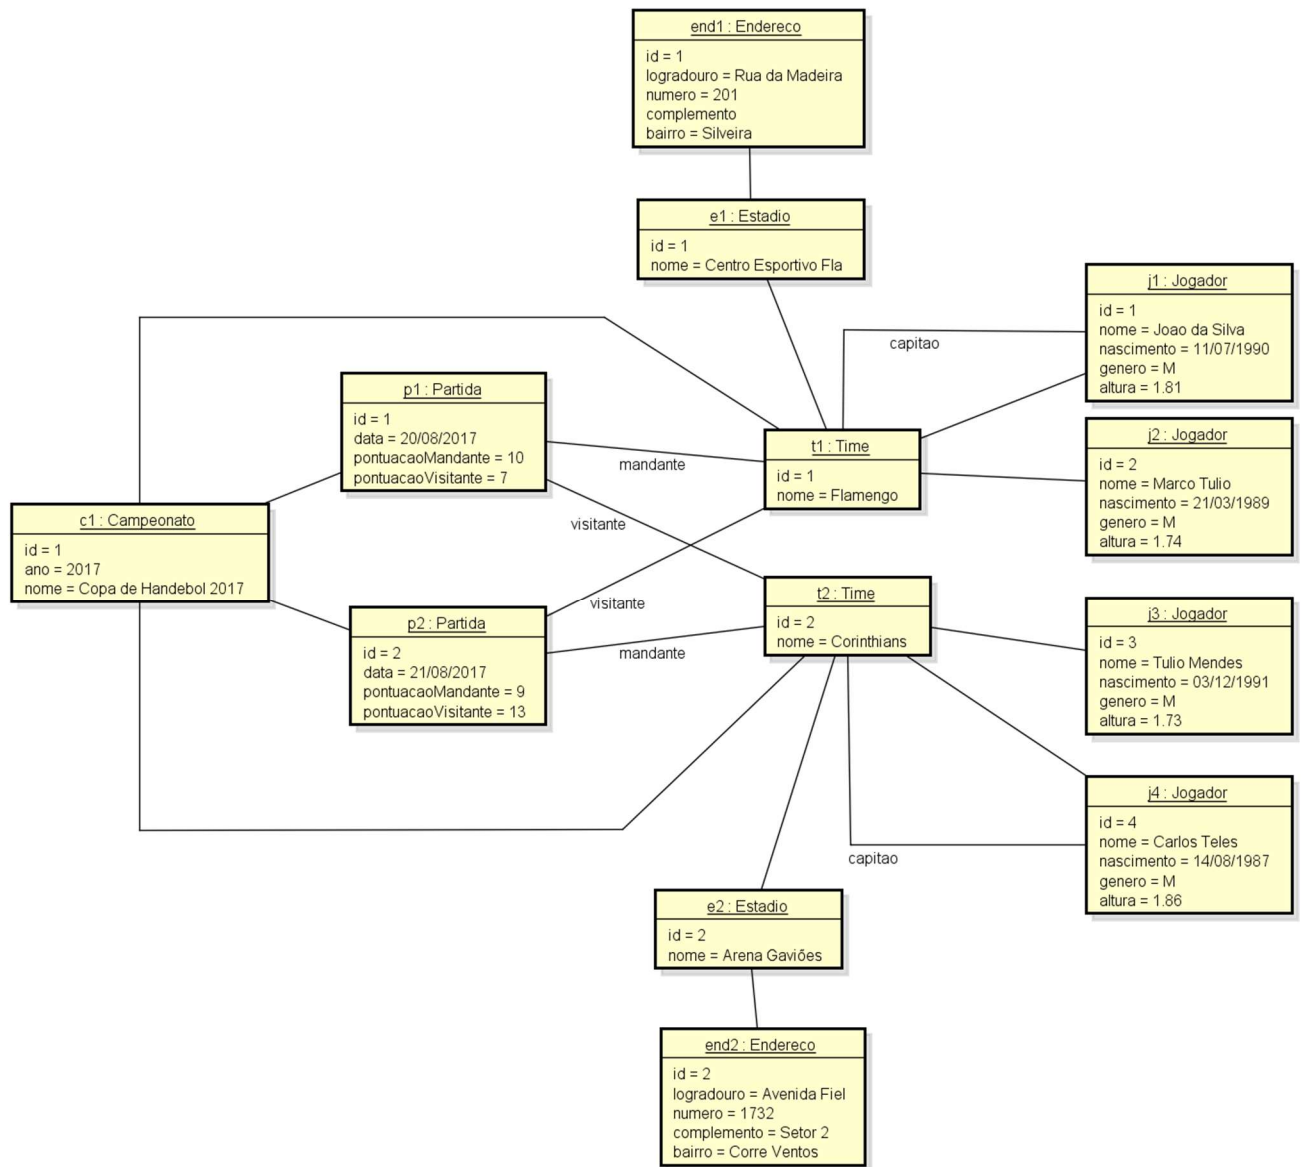 end1 : Endereco
id = 1
logradouro = Rua da Madeira
numero = 201
complemento
bairro = Silveira
e1 : Estadio
id = 1
nome = Centro Esportivo Fla
j1 : Jogador
id = 1
nome = Joao da Silva
nascimento = 11/07/1990
genero = M
altura = 1.81
capitao
p1 : Partida
id = 1
data = 20/08/2017
pontuacaoMandante = 10
pontuacaoVisitante = 7
mandante
visitante
t1 : Time
id = 1
nome = Flamengo
j2 : Jogador
id = 2
nome = Marco Tulio
nascimento = 21/03/1989
genero = M
altura = 1.74
c1 : Campeonato
id = 1
ano = 2017
nome = Copa de Handebol 2017
p2 : Partida
id = 2
data = 21/08/2017
pontuacaoMandante = 9
pontuacaoVisitante = 13
visitante
mandante
t2 : Time
id = 2
nome = Corinthians
j3 : Jogador
id = 3
nome = Tulio Mendes
nascimento = 03/12/1991
genero = M
altura = 1.73
j4 : Jogador
id = 4
nome = Carlos Teles
nascimento = 14/08/1987
genero = M
altura = 1.86
capitao
e2 : Estadio
id = 2
nome = Arena Gaviões
end2 : Endereco
id = 2
logradouro = Avenida Fiel
numero = 1732
complemento = Setor 2
bairro = Corre Ventos